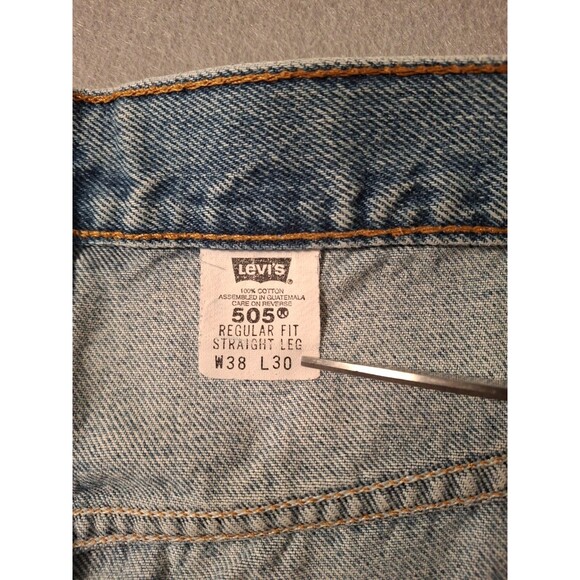 LEVI'S®
100% COTTON
ASSEMBLED IN GUATEMALA
CARE ON REVERSE
505®
REGULAR FIT
STRAIGHT LEG
W38 L30